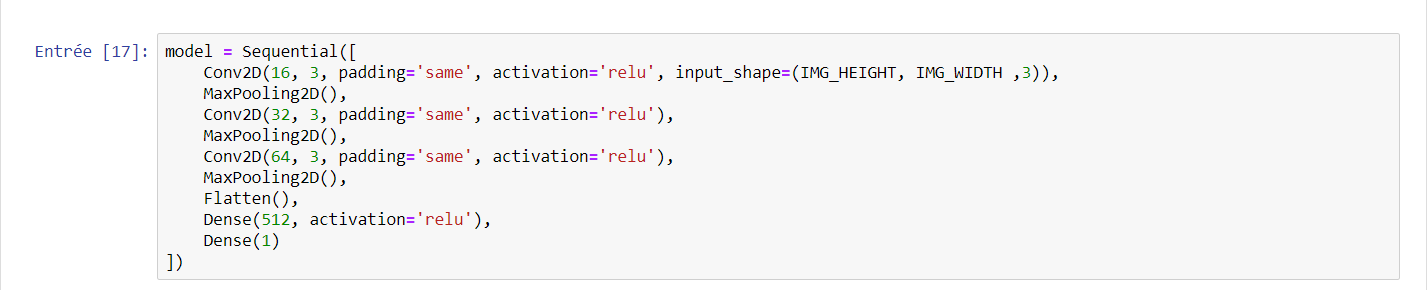 Entrée [17]: model = Sequential([
    Conv2D(16, 3, padding='same', activation='relu', input_shape=(IMG_HEIGHT, IMG_WIDTH ,3)),
    MaxPooling2D(),
    Conv2D(32, 3, padding='same', activation='relu'),
    MaxPooling2D(),
    Conv2D(64, 3, padding='same', activation='relu'),
    MaxPooling2D(),
    Flatten(),
    Dense(512, activation='relu'),
    Dense(1)
])